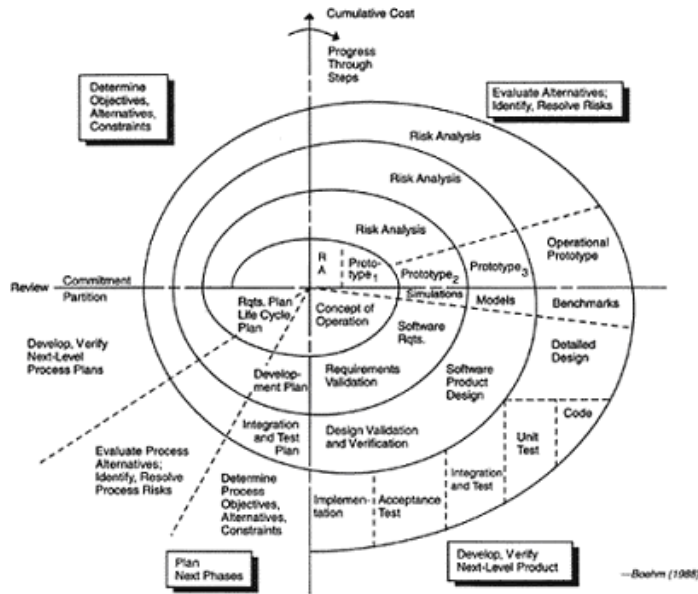 Cumulative Cost
Progress
Through
Steps
Determine
Objectives,
Alternatives,
Constraints
Evaluate Alternatives;
Identify, Resolve Risks
Risk Analysis
Risk Analysis
Risk Analysis
R
A
Proto-
type1
Prototype2
Prototype3
Operational
Prototype
Review
Commitment
Partition
Simulations
Models
Benchmarks
Rqts. Plan
Life Cycle
Plan
Concept of
Operation
Software
Rqts.
Detailed
Design
Develop, Verify
Next-Level
Process Plans
Develop-
ment Plan
Requirements
Validation
Software
Product
Design
Integration
and Test
Plan
Design Validation
and Verification
Code
Unit
Test
Evaluate Process
Alternatives;
Identify, Resolve
Process Risks
Determine
Process
Objectives,
Alternatives,
Constraints
Integration
and Test
Implemen-
tation
Acceptance
Test
Plan
Next Phases
Develop, Verify
Next-Level Product
—Boehm (1988)